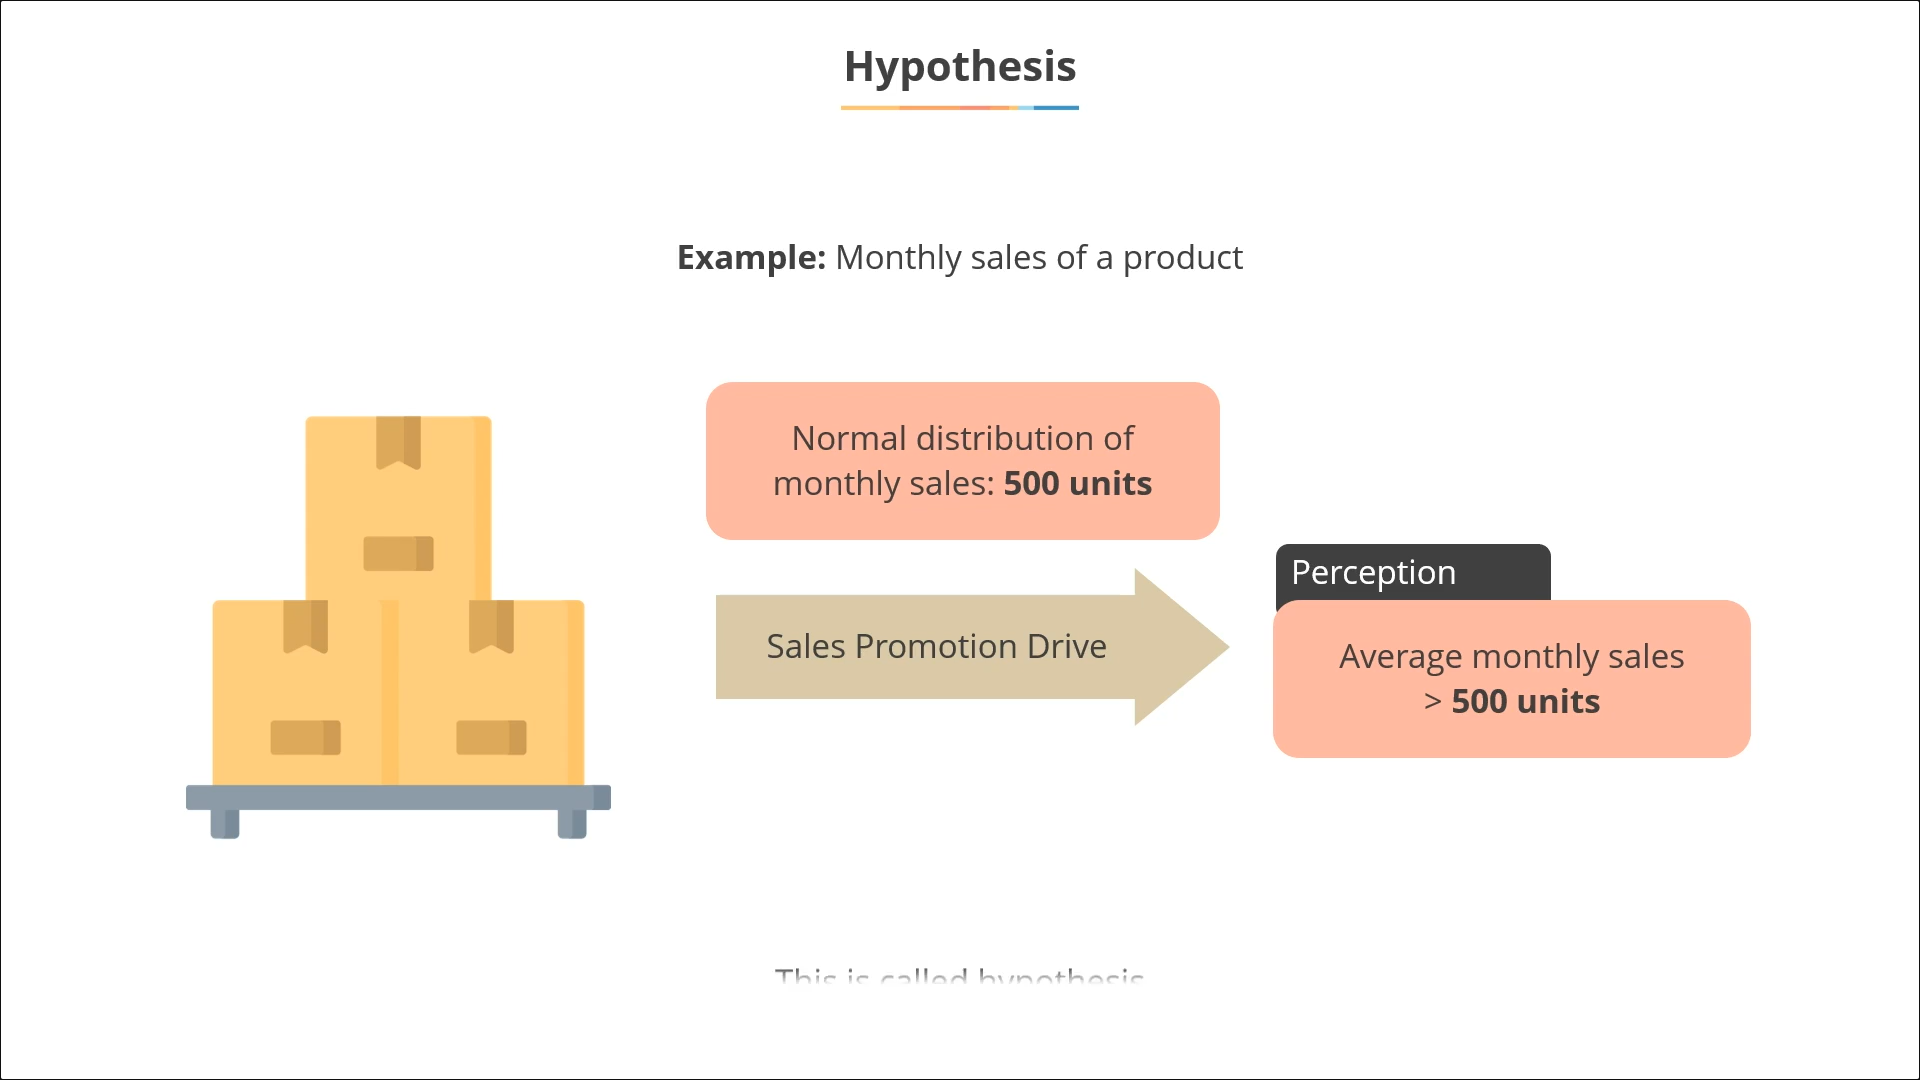 Hypothesis
Example: Monthly sales of a product
Normal distribution of
monthly sales: 500 units
Sales Promotion Drive
Perception
Average monthly sales
> 500 units
This is called hypothesis